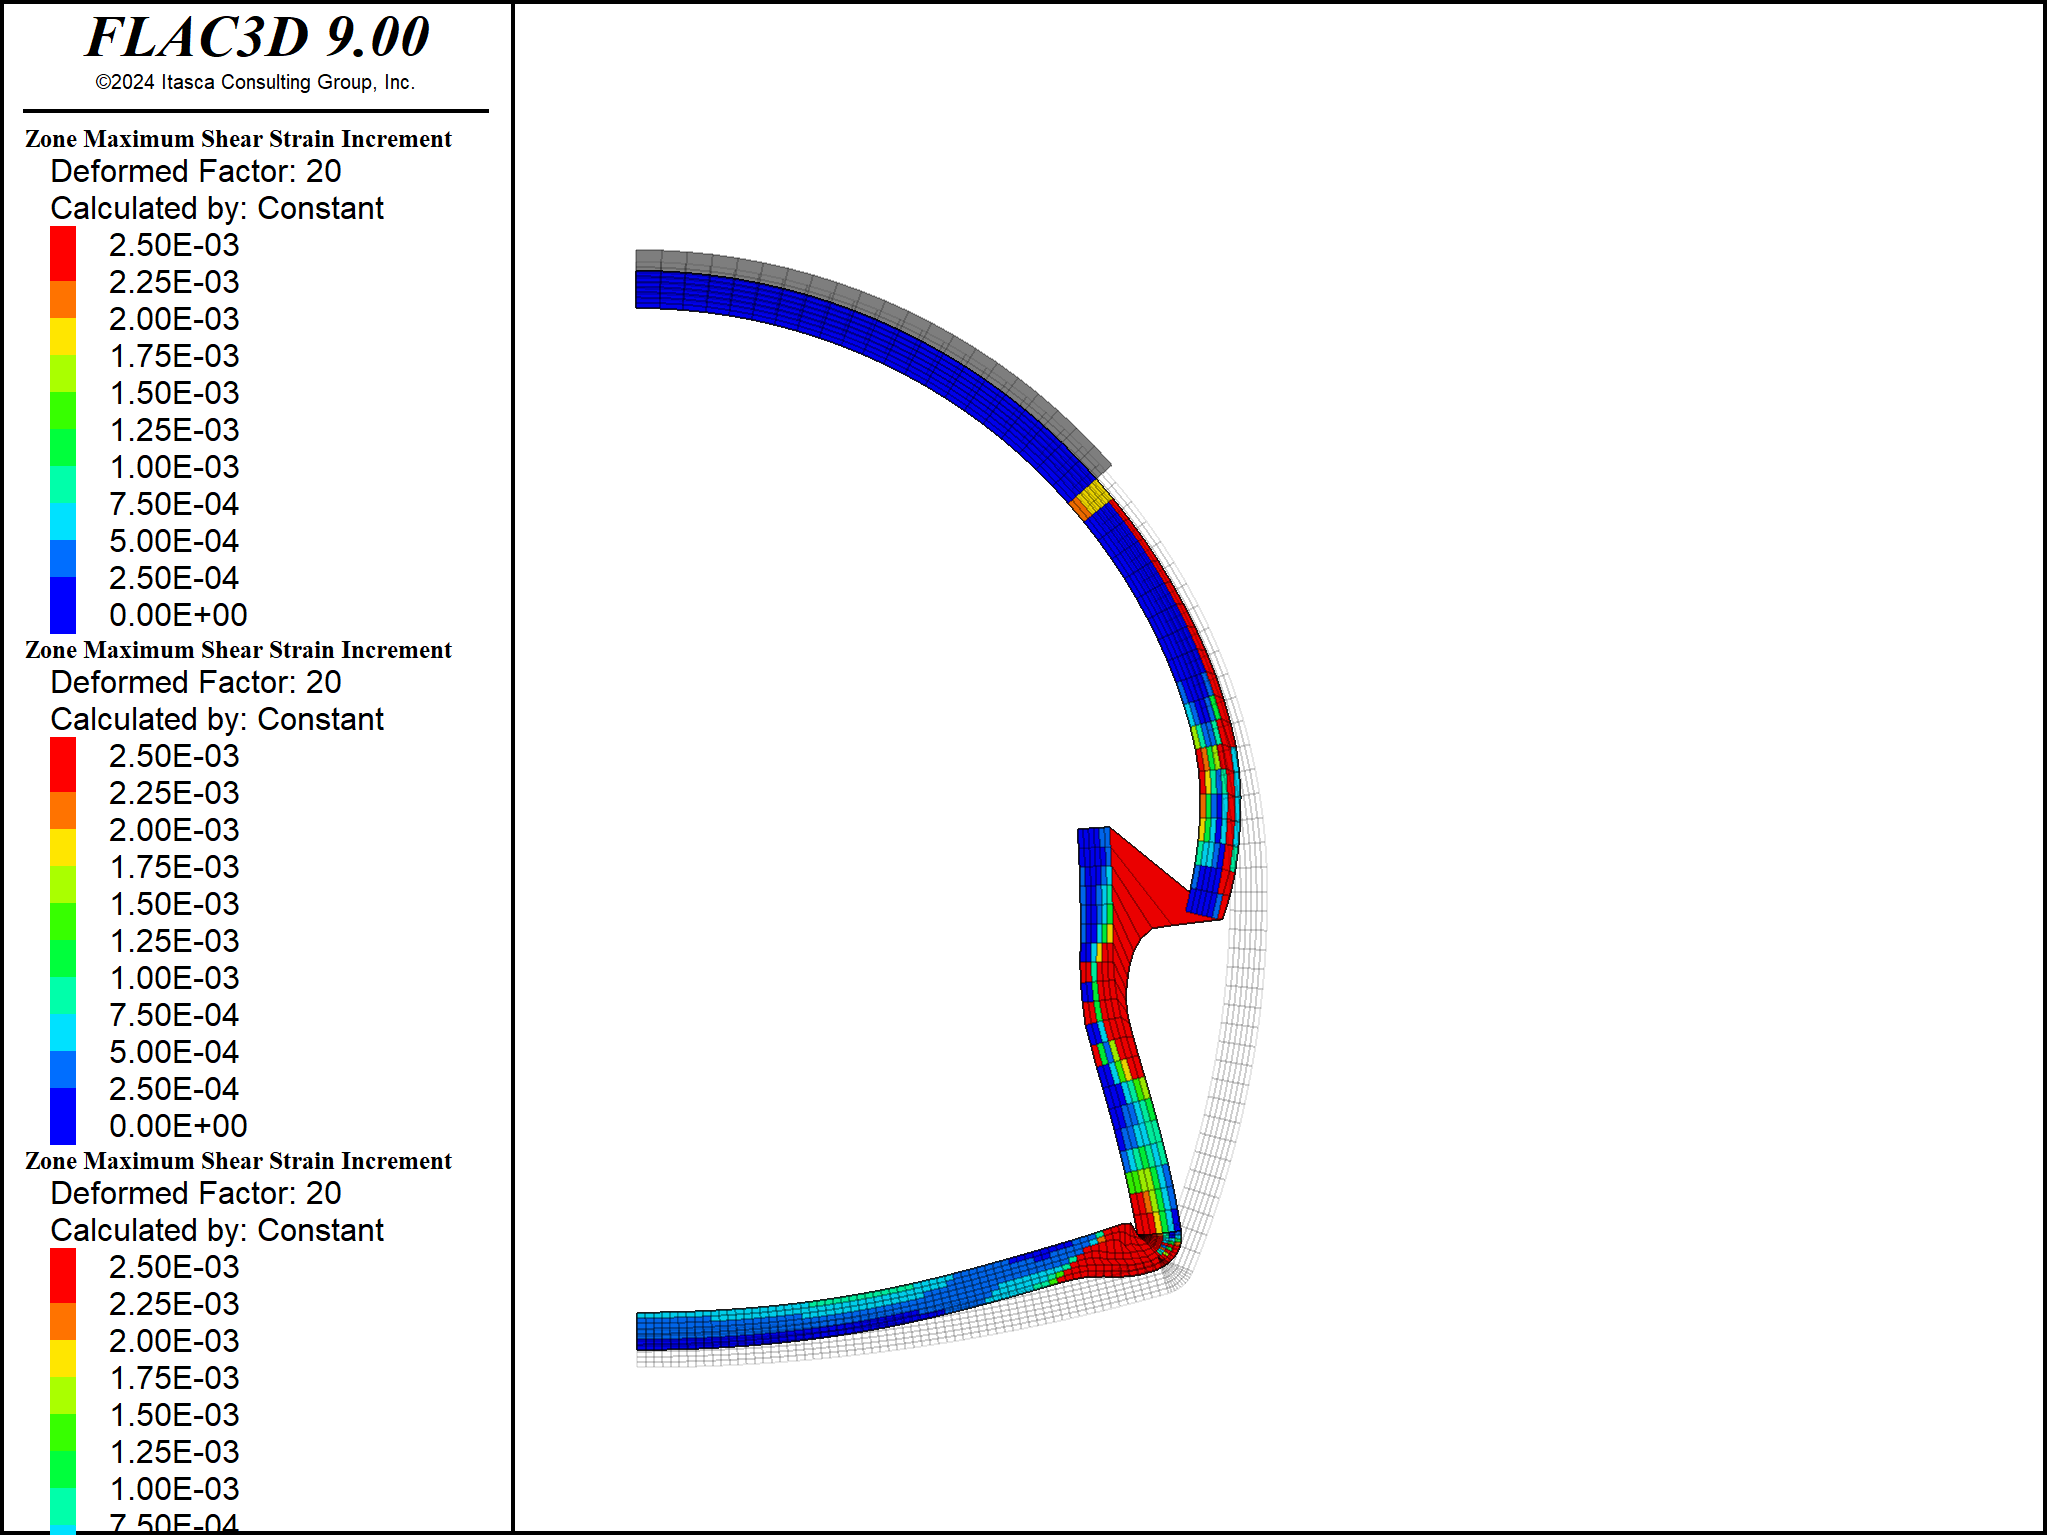 FLAC3D 9.00
©2024 Itasca Consulting Group, Inc.
Zone Maximum Shear Strain Increment
Deformed Factor: 20
Calculated by: Constant
2.50E-03
2.25E-03
2.00E-03
1.75E-03
1.50E-03
1.25E-03
1.00E-03
7.50E-04
5.00E-04
2.50E-04
0.00E+00
Zone Maximum Shear Strain Increment
Deformed Factor: 20
Calculated by: Constant
2.50E-03
2.25E-03
2.00E-03
1.75E-03
1.50E-03
1.25E-03
1.00E-03
7.50E-04
5.00E-04
2.50E-04
0.00E+00
Zone Maximum Shear Strain Increment
Deformed Factor: 20
Calculated by: Constant
2.50E-03
2.25E-03
2.00E-03
1.75E-03
1.50E-03
1.25E-03
1.00E-03
7.50E-04